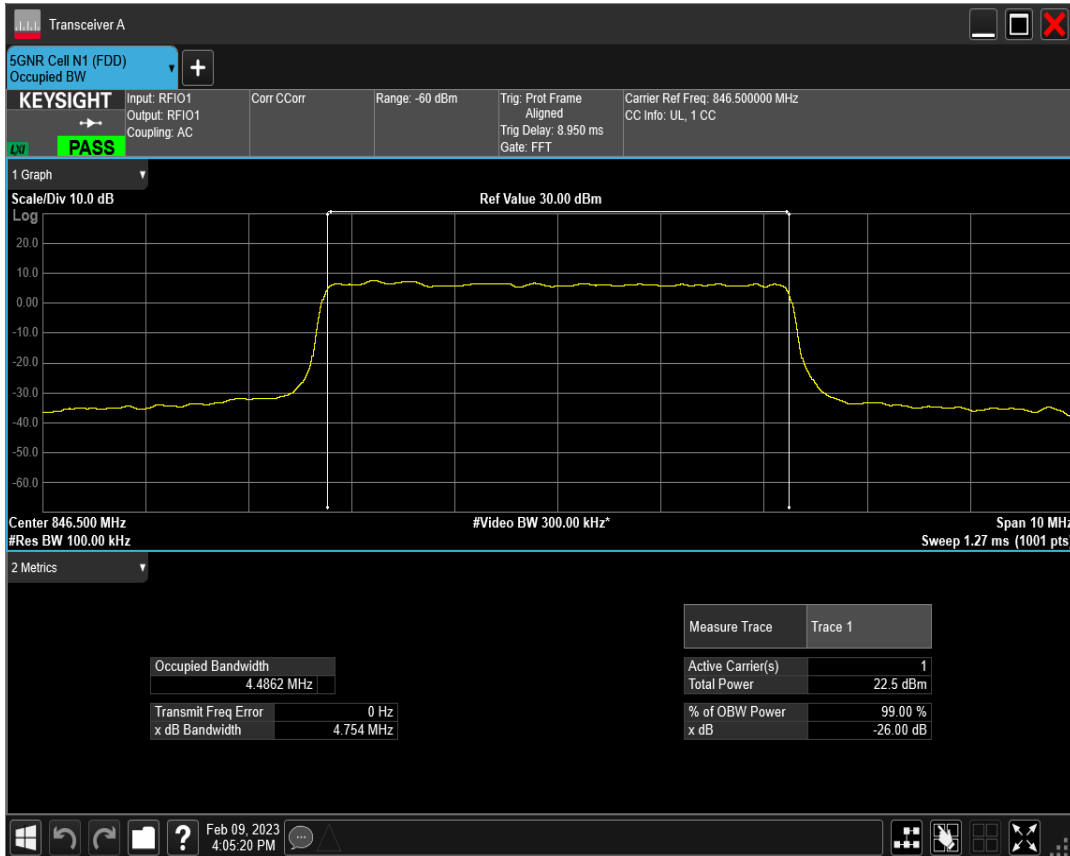 Transceiver A
5GNR Cell N1 (FDD)
Occupied BW
+
KEYSIGHT
LXI
PASS
Input: RFIO1
Output: RFIO1
Coupling: AC
Corr CCorr
Range: -60 dBm
Trig: Prot Frame
Aligned
Trig Delay: 8.950 ms
Gate: FFT
Carrier Ref Freq: 846.500000 MHz
CC Info: UL, 1 CC
1 Graph
Scale/Div 10.0 dB
Ref Value 30.00 dBm
Log
20.0
10.0
0.00
-10.0
-20.0
-30.0
-40.0
-50.0
-60.0
Center 846.500 MHz
#Video BW 300.00 kHz*
Span 10 MHz
#Res BW 100.00 kHz
Sweep 1.27 ms (1001 pts)
2 Metrics
Measure Trace Trace 1
Occupied Bandwidth
4.4862 MHz
Active Carrier(s) 1
Total Power 22.5 dBm
Transmit Freq Error 0 Hz
x dB Bandwidth 4.754 MHz
% of OBW Power 99.00 %
x dB -26.00 dB
?
Feb 09, 2023
4:05:20 PM